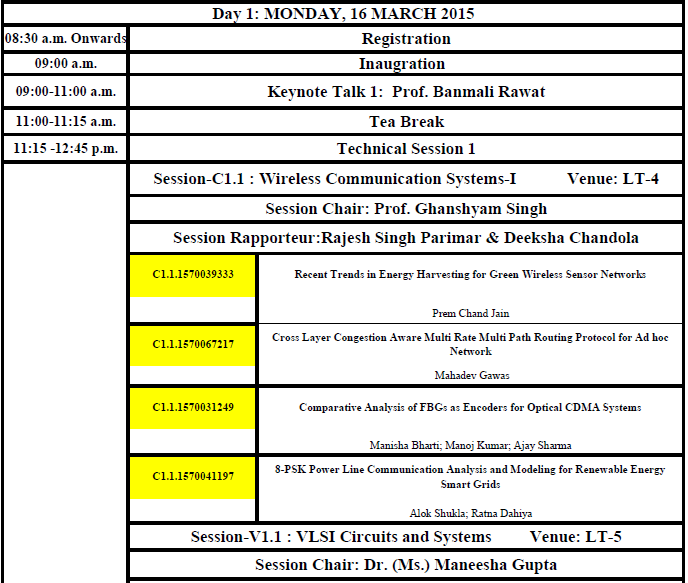 Day 1: MONDAY, 16 MARCH 2015
08:30 a.m. Onwards Registration
09:00 a.m. Inaugration
09:00-11:00 a.m. Keynote Talk 1: Prof. Banmali Rawat
11:00-11:15 a.m. Tea Break
11:15 -12:45 p.m. Technical Session 1
Session-C1.1 : Wireless Communication Systems-I Venue: LT-4
Session Chair: Prof. Ghanshyam Singh
Session Rapporteur:Rajesh Singh Parimar & Deeksha Chandola
C1.1.1570039333 Recent Trends in Energy Harvesting for Green Wireless Sensor Networks
Prem Chand Jain
C1.1.1570067217 Cross Layer Congestion Aware Multi Rate Multi Path Routing Protocol for Ad hoc
Network
Mahadev Gawas
C1.1.1570031249 Comparative Analysis of FBGs as Encoders for Optical CDMA Systems
Manisha Bharti; Manoj Kumar; Ajay Sharma
C1.1.1570041197 8-PSK Power Line Communication Analysis and Modeling for Renewable Energy
Smart Grids
Alok Shukla; Ratna Dahiya
Session-V1.1 : VLSI Circuits and Systems Venue: LT-5
Session Chair: Dr. (Ms.) Maneesha Gupta